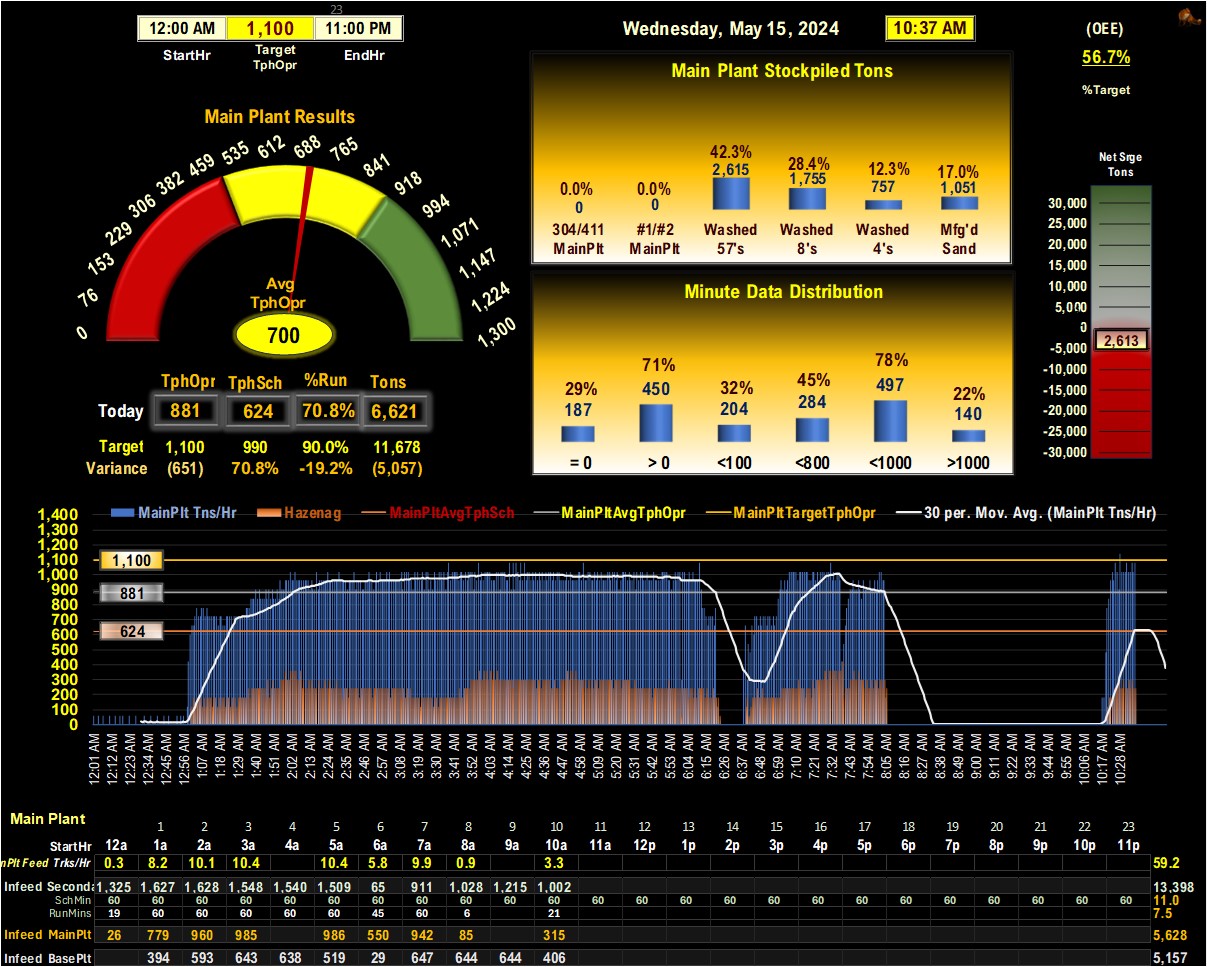 23
12:00 AM 1,100 11:00 PM
StartHr Target TphOpr EndHr
Wednesday, May 15, 2024 10:37 AM
(OEE)
56.7%
%Target
Main Plant Results
0 76 153 229 306 382 459 535 612 688 765 841 918 994 1,071 1,147 1,224 1,300
Avg
TphOpr
700
TphOpr TphSch %Run Tons
Today 881 624 70.8% 6,621
Target 1,100 990 90.0% 11,678
Variance (651) 70.8% -19.2% (5,057)
Main Plant Stockpiled Tons
0.0% 0.0% 42.3% 28.4% 12.3% 17.0%
0 0 2,615 1,755 757 1,051
304/411 #1/#2 Washed Washed Washed Mfg'd
MainPlt MainPlt 57's 8's 4's Sand
Minute Data Distribution
29% 71% 32% 45% 78% 22%
187 450 204 284 497 140
= 0 > 0 <100 <800 <1000 >1000
Net Srge
Tons
30,000
25,000
20,000
15,000
10,000
5,000
0
2,613
-5,000
-10,000
-15,000
-20,000
-25,000
-30,000
MainPlt Tns/Hr Hazenag MainPltAvgTphSch MainPltAvgTphOpr MainPltTargetTphOpr 30 per. Mov. Avg. (MainPlt Tns/Hr)
1,400
1,300
1,200
1,100
1,000
900
800
700
600
500
400
300
200
100
0
1,100
881
624
12:01 AM 12:12 AM 12:23 AM 12:34 AM 12:45 AM 12:56 AM 1:07 AM 1:18 AM 1:29 AM 1:40 AM 1:51 AM 2:02 AM 2:13 AM 2:24 AM 2:35 AM 2:46 AM 2:57 AM 3:08 AM 3:19 AM 3:30 AM 3:41 AM 3:52 AM 4:03 AM 4:14 AM 4:25 AM 4:36 AM 4:47 AM 4:58 AM 5:09 AM 5:20 AM 5:31 AM 5:42 AM 5:53 AM 6:04 AM 6:15 AM 6:26 AM 6:37 AM 6:48 AM 6:59 AM 7:10 AM 7:21 AM 7:32 AM 7:43 AM 7:54 AM 8:05 AM 8:16 AM 8:27 AM 8:38 AM 8:49 AM 9:00 AM 9:11 AM 9:22 AM 9:33 AM 9:44 AM 9:55 AM 10:06 AM 10:17 AM 10:28 AM
Main Plant
1 2 3 4 5 6 7 8 9 10 11 12 13 14 15 16 17 18 19 20 21 22 23
StartHr 12a 1a 2a 3a 4a 5a 6a 7a 8a 9a 10a 11a 12p 1p 2p 3p 4p 5p 6p 7p 8p 9p 10p 11p
nPlt Feed Trks/Hr 0.3 8.2 10.1 10.4 10.4 5.8 9.9 0.9 3.3 59.2
Infeed Seconda 1,325 1,627 1,628 1,548 1,540 1,509 65 911 1,028 1,215 1,002 13,398
SchMin 60 60 60 60 60 60 60 60 60 60 60 60 60 60 60 60 60 60 60 60 60 60 60 60 11.0
RunMins 19 60 60 60 60 60 45 60 6 21 7.5
Infeed MainPlt 26 779 960 985 986 550 942 85 315 5,628
Infeed BasePlt 394 593 643 638 519 29 647 644 644 406 5,157